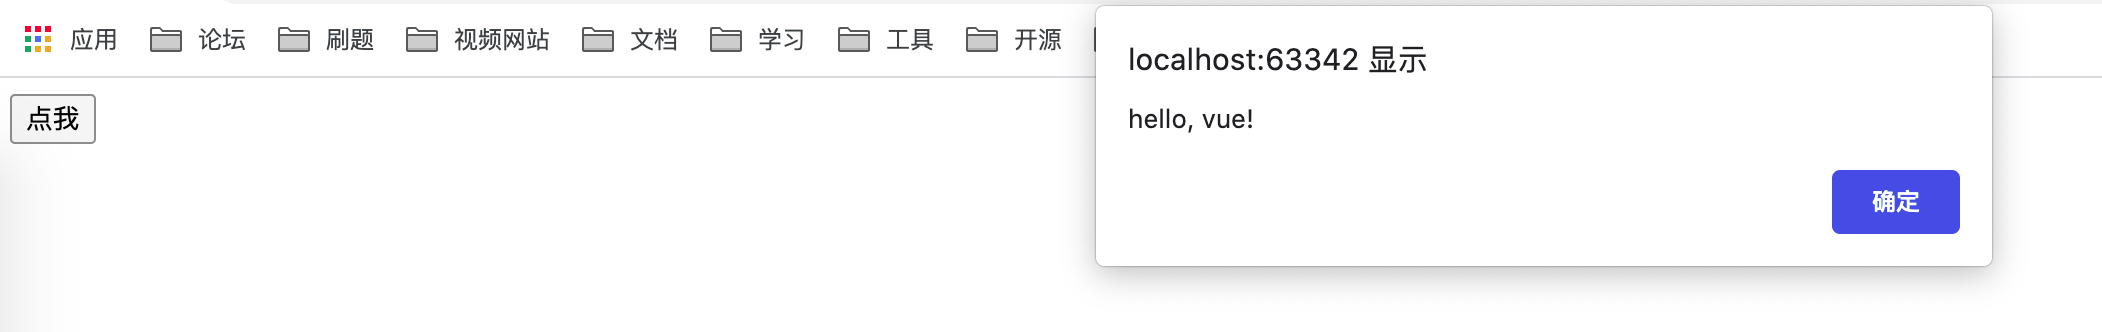 应用 论坛 刷题 视频网站 文档 学习 工具 开源
点我
localhost:63342 显示
hello, vue!
确定